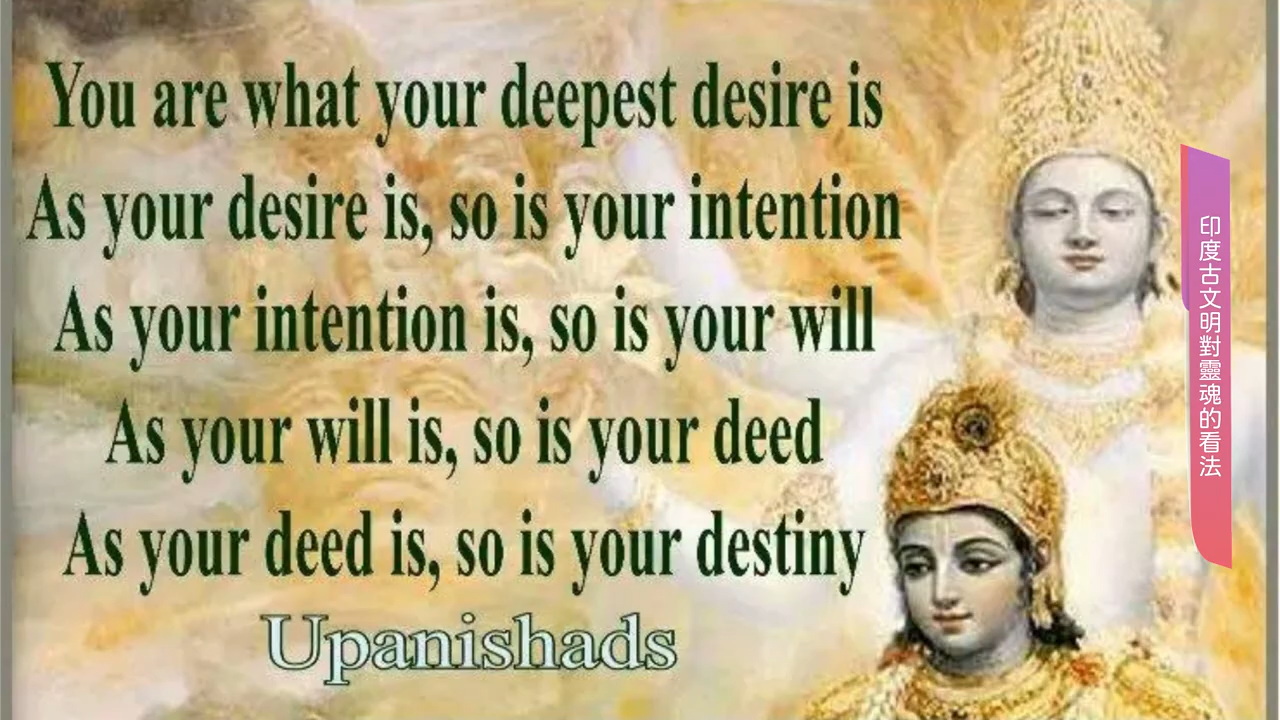 You are what your deepest desire is
As your desire is, so is your intention
As your intention is, so is your will
As your will is, so is your deed
As your deed is, so is your destiny
Upanishads
印度古文明對靈魂的看法